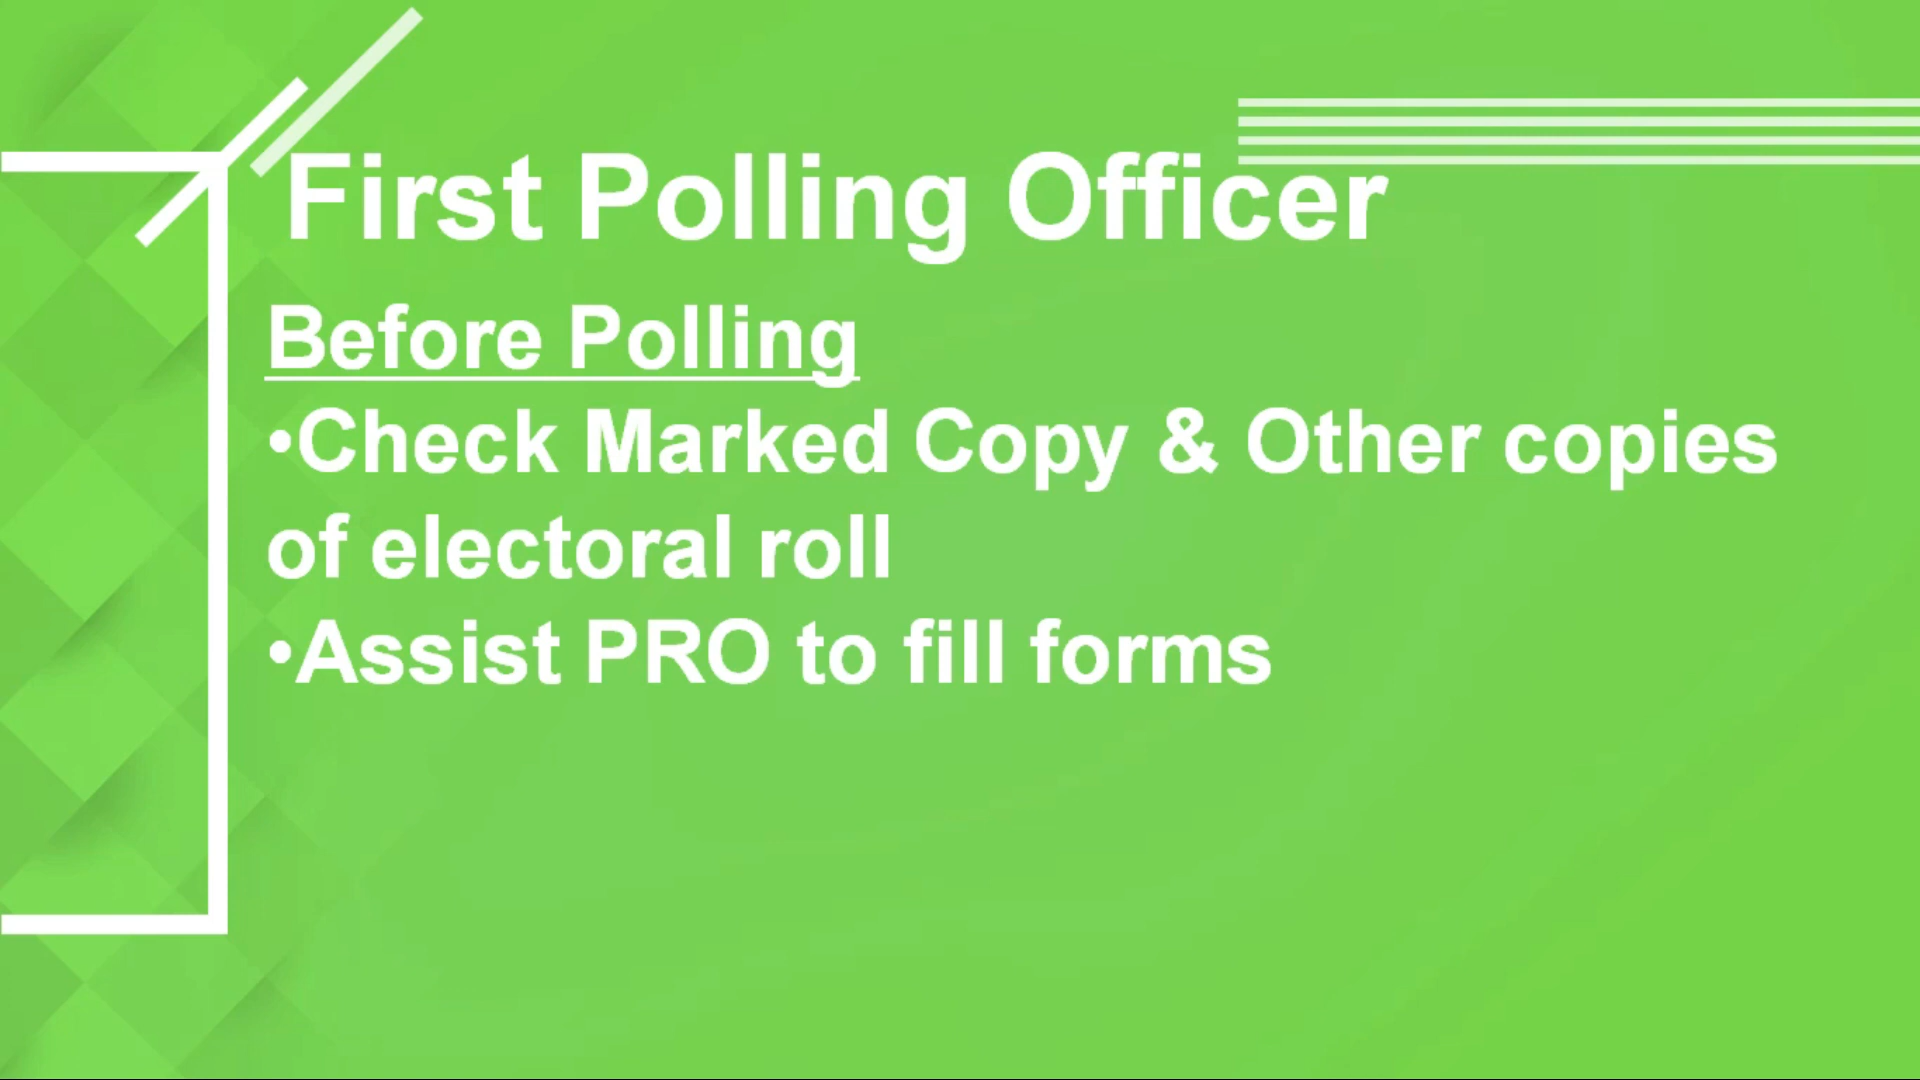 First Polling Officer
Before Polling
•Check Marked Copy & Other copies
of electoral roll
•Assist PRO to fill forms